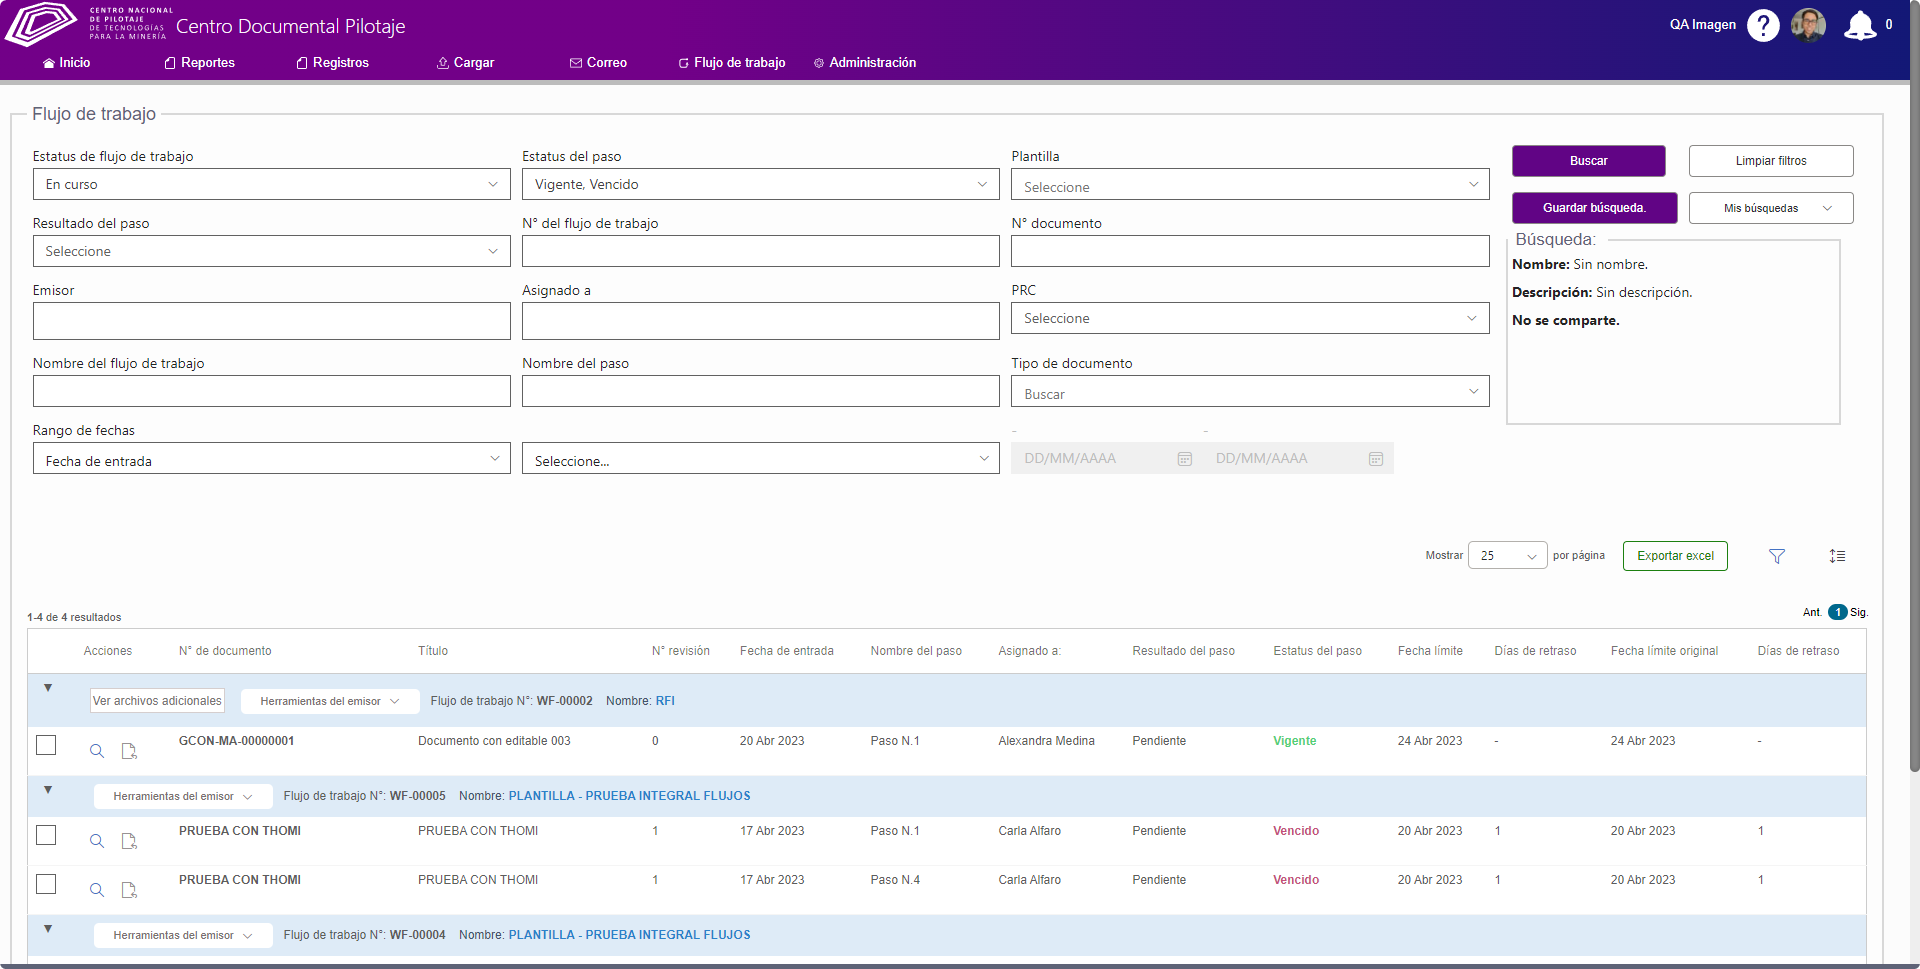 CENTRO NACIONAL
DE PILOTAJE
DE TECNOLOGÍAS
PARA LA MINERÍA
Centro Documental Pilotaje
QA Imagen
?
0
Inicio
Reportes
Registros
Cargar
Correo
Flujo de trabajo
Administración
Flujo de trabajo
Estatus de flujo de trabajo
En curso
Estatus del paso
Vigente, Vencido
Plantilla
Seleccione
Buscar
Limpiar filtros
Resultado del paso
Seleccione
N° del flujo de trabajo
N° documento
Guardar búsqueda.
Mis búsquedas
Búsqueda:
Nombre: Sin nombre.
Descripción: Sin descripción.
No se comparte.
Emisor
Asignado a
PRC
Seleccione
Nombre del flujo de trabajo
Nombre del paso
Tipo de documento
Buscar
Rango de fechas
Fecha de entrada
Seleccione...
-
-
DD/MM/AAAA
DD/MM/AAAA
Mostrar 25 por página
Exportar excel
1-4 de 4 resultados
Ant. 1 Sig.
Acciones N° de documento Título N° revisión Fecha de entrada Nombre del paso Asignado a: Resultado del paso Estatus del paso Fecha límite Días de retraso Fecha límite original Días de retraso
Ver archivos adicionales Herramientas del emisor Flujo de trabajo N°: WF-00002 Nombre: RFI
GCON-MA-00000001 Documento con editable 003 0 20 Abr 2023 Paso N.1 Alexandra Medina Pendiente Vigente 24 Abr 2023 - 24 Abr 2023 -
Herramientas del emisor Flujo de trabajo N°: WF-00005 Nombre: PLANTILLA - PRUEBA INTEGRAL FLUJOS
PRUEBA CON THOMI PRUEBA CON THOMI 1 17 Abr 2023 Paso N.1 Carla Alfaro Pendiente Vencido 20 Abr 2023 1 20 Abr 2023 1
PRUEBA CON THOMI PRUEBA CON THOMI 1 17 Abr 2023 Paso N.4 Carla Alfaro Pendiente Vencido 20 Abr 2023 1 20 Abr 2023 1
Herramientas del emisor Flujo de trabajo N°: WF-00004 Nombre: PLANTILLA - PRUEBA INTEGRAL FLUJOS